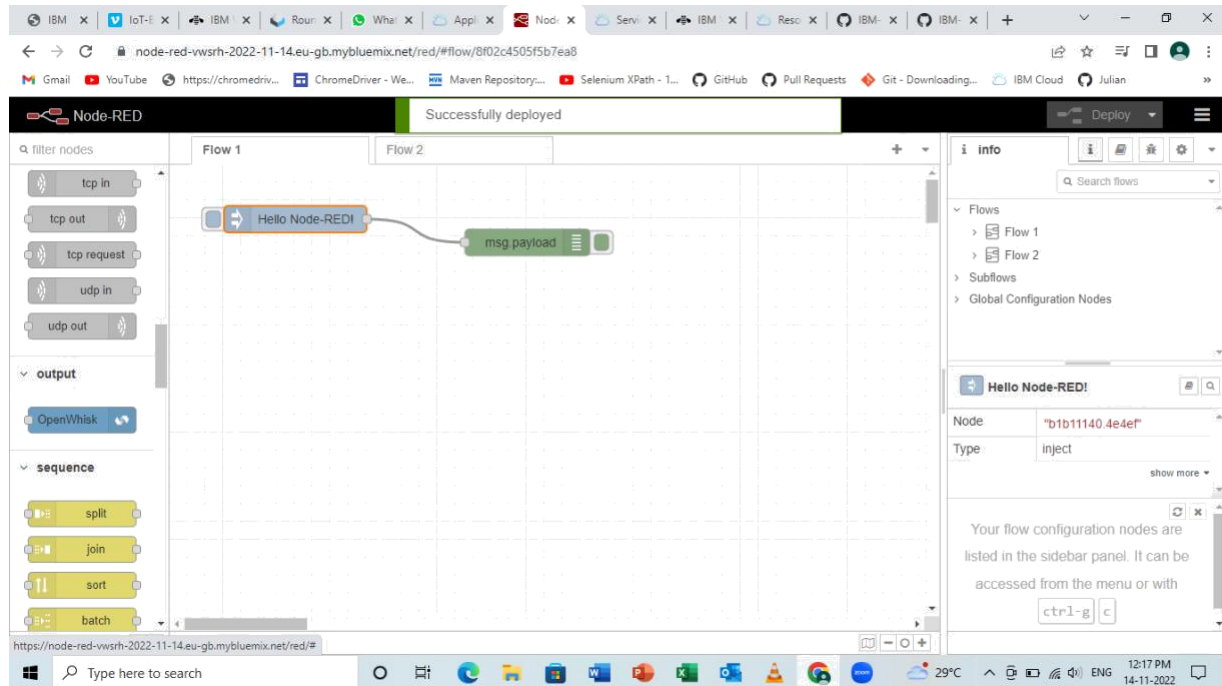 IBM
IoT-E
IBM
Roun
What
Appl
Node-
Servi
IBM
Reso
IBM-
IBM-
node-red-vwsrh-2022-11-14.eu-gb.mybluemix.net/red/#flow/8f02c4505f5b7ea8
Gmail YouTube https://chromedriv... ChromeDriver - We... Maven Repository:... Selenium XPath - 1... GitHub Pull Requests Git - Downloading... IBM Cloud Julian »
Node-RED
Successfully deployed
Deploy
filter nodes
Flow 1
Flow 2
i info
i
Search flows
tcp in
tcp out
tcp request
udp in
udp out
output
OpenWhisk
sequence
split
join
sort
batch
Hello Node-RED!
msg.payload
Flows
Flow 1
Flow 2
Subflows
Global Configuration Nodes
Hello Node-RED!
Node "b1b11140.4e4ef"
Type inject
show more
Your flow configuration nodes are
listed in the sidebar panel. It can be
accessed from the menu or with
ctrl-g c
https://node-red-vwsrh-2022-11-14.eu-gb.mybluemix.net/red/#
Type here to search
zoom
29°C
ENG
12:17 PM
14-11-2022